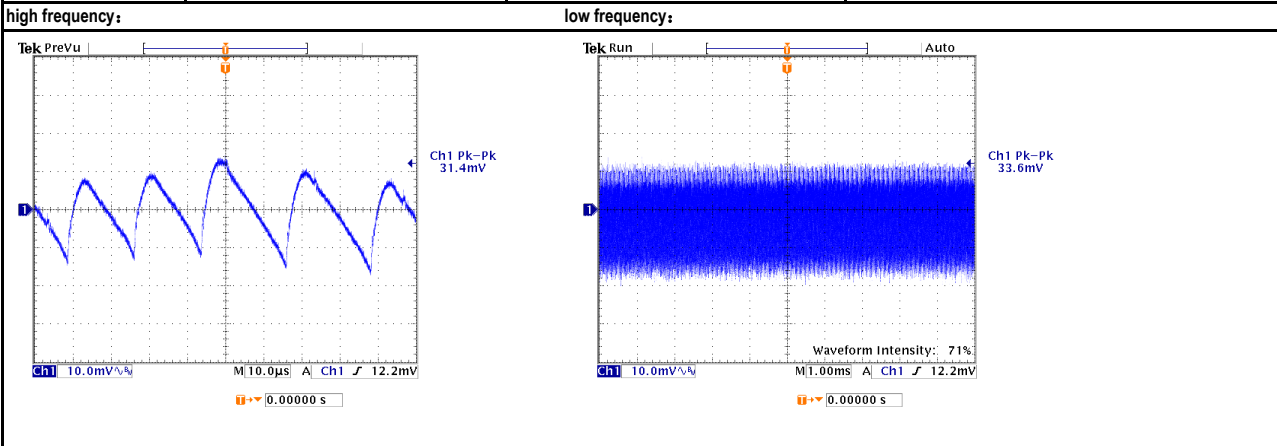 high frequency： low frequency：
Tek PreVu
T
T
Ch1 Pk−Pk
31.4mV
1
Ch1 10.0mV∿ M 10.0µs A Ch1 ʃ 12.2mV
T→▼ 0.00000 s
Tek Run Auto
T
T
Ch1 Pk−Pk
33.6mV
1
Waveform Intensity: 71%
Ch1 10.0mV∿ M 1.00ms A Ch1 ʃ 12.2mV
T→▼ 0.00000 s